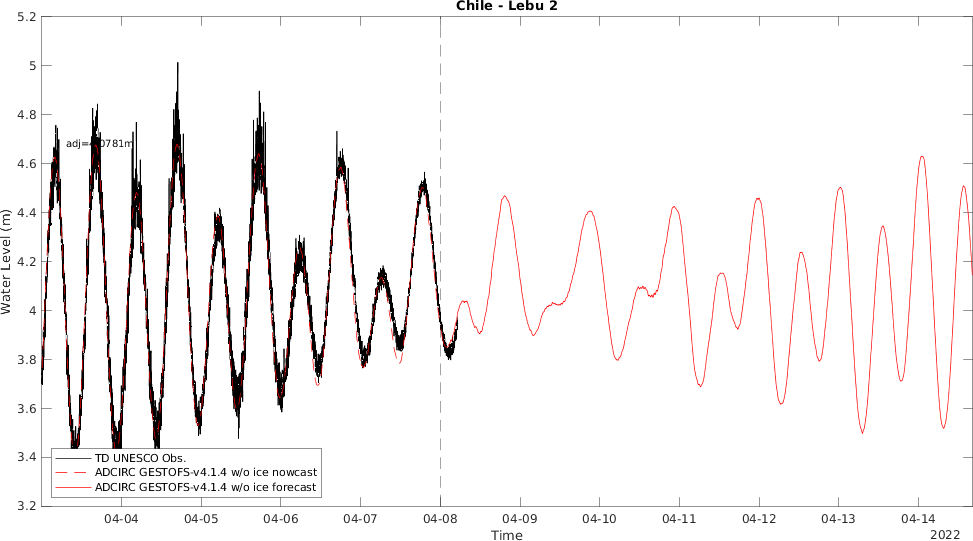 Chile - Lebu 2
5.2
5
4.8
4.6
4.4
4.2
4
3.8
3.6
3.4
3.2
Water Level (m)
adj=4.0781m
TD UNESCO Obs.
ADCIRC GESTOFS-v4.1.4 w/o ice nowcast
ADCIRC GESTOFS-v4.1.4 w/o ice forecast
04-04 04-05 04-06 04-07 04-08 04-09 04-10 04-11 04-12 04-13 04-14
Time
2022